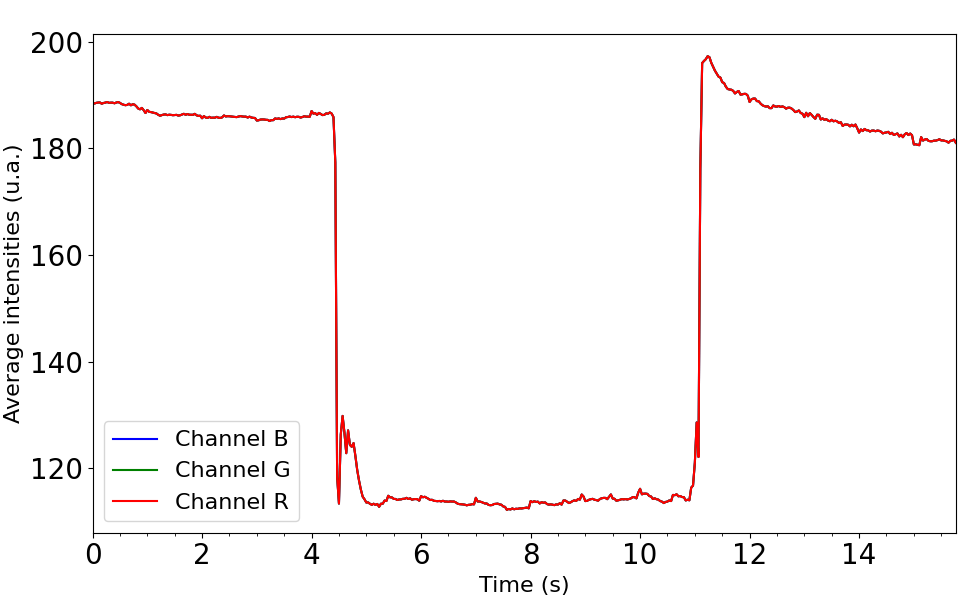 200
180
160
140
120
Average intensities (u.a.)
Channel B
Channel G
Channel R
0 2 4 6 8 10 12 14
Time (s)